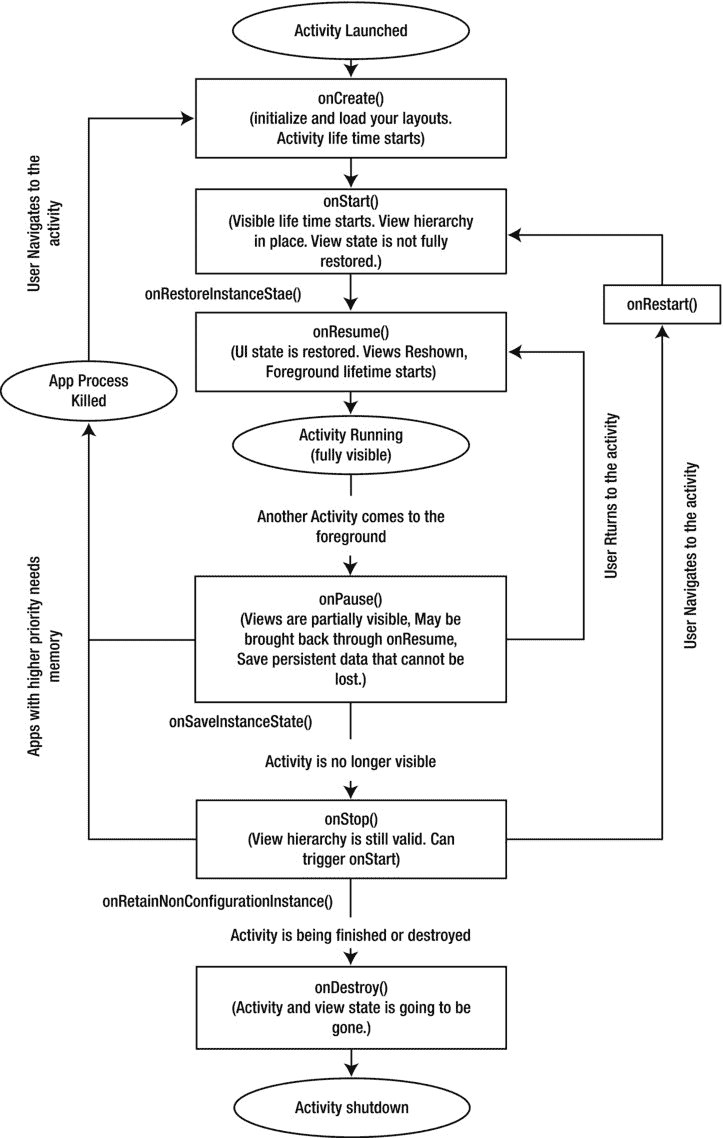 Activity Launched
onCreate()
(initialize and load your layouts.
Activity life time starts)
User Navigates to the
activity
onStart()
(Visible life time starts. View hierarchy
in place. View state is not fully
restored.)
onRestoreInstanceStae()
onRestart()
onResume()
(UI state is restored. Views Reshown,
Foreground lifetime starts)
App Process
Killed
Activity Running
(fully visible)
Another Activity comes to the
foreground
User Rturns to the activity
User Navigates to the activity
Apps with higher priority needs
memory
onPause()
(Views are partially visible, May be
brought back through onResume,
Save persistent data that cannot be
lost.)
onSaveInstanceState()
Activity is no longer visible
onStop()
(View hierarchy is still valid. Can
trigger onStart)
onRetainNonConfigurationInstance()
Activity is being finished or destroyed
onDestroy()
(Activity and view state is going to be
gone.)
Activity shutdown